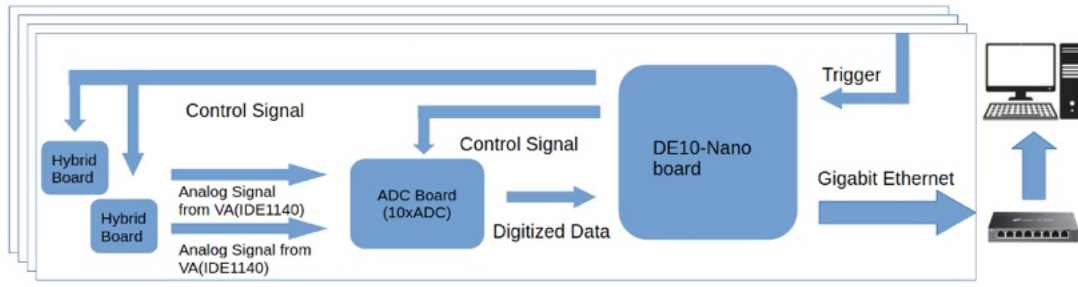 Trigger
Control Signal
Control Signal
DE10-Nano
board
Hybrid
Board
Hybrid
Board
Analog Signal
from VA(IDE1140)
Analog Signal from
VA(IDE1140)
ADC Board
(10xADC)
Digitized Data
Gigabit Ethernet